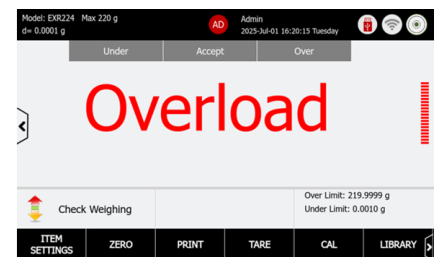 Model: EXR224 Max 220 g
d= 0.0001 g
AD
Admin
2025-Jul-01 16:20:15 Tuesday
Under
Accept
Over
Overload
Check Weighing
Over Limit: 219.9999 g
Under Limit: 0.0010 g
ITEM
SETTINGS
ZERO
PRINT
TARE
CAL
LIBRARY